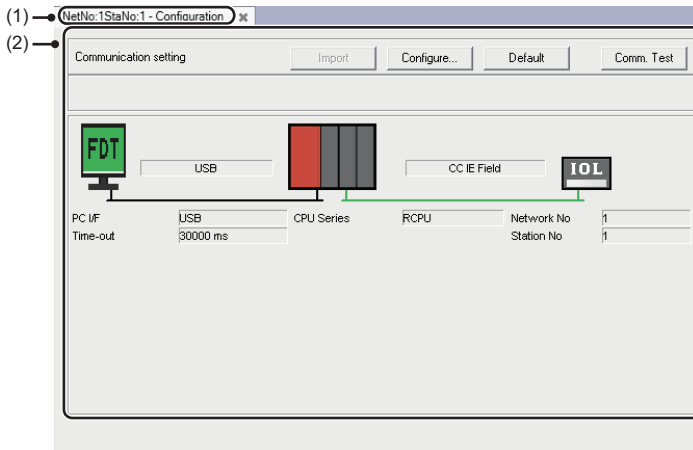 (1)
NetNo:1StaNo:1 - Configuration
(2)
Communication setting Import Configure... Default Comm. Test
FDT USB CC IE Field IOL
PC I/F USB CPU Series RCPU Network No 1
Time-out 30000 ms Station No 1